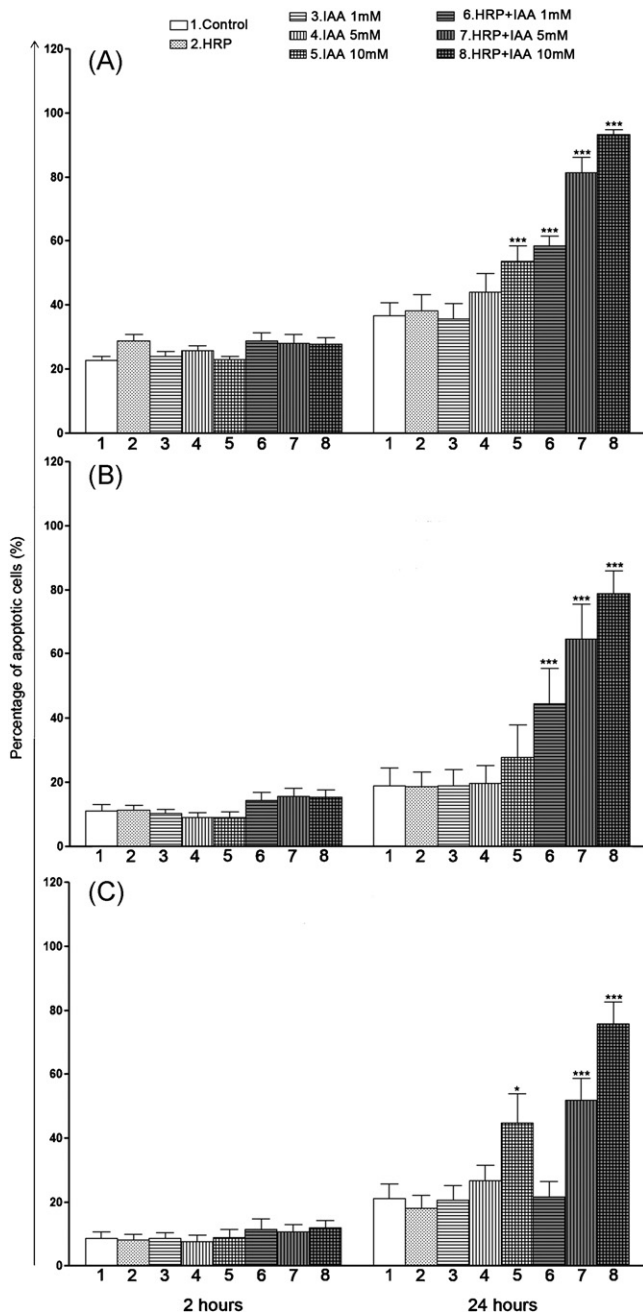 1.Control
2.HRP
3.IAA 1mM
4.IAA 5mM
5.IAA 10mM
6.HRP+IAA 1mM
7.HRP+IAA 5mM
8.HRP+IAA 10mM
Percentage of apoptotic cells (%)
(A)
120
100
80
60
40
20
0
*** *** *** ***
1 2 3 4 5 6 7 8 1 2 3 4 5 6 7 8
(B)
120
100
80
60
40
20
0
*** *** ***
1 2 3 4 5 6 7 8 1 2 3 4 5 6 7 8
(C)
120
100
80
60
40
20
0
* *** ***
1 2 3 4 5 6 7 8 1 2 3 4 5 6 7 8
2 hours 24 hours